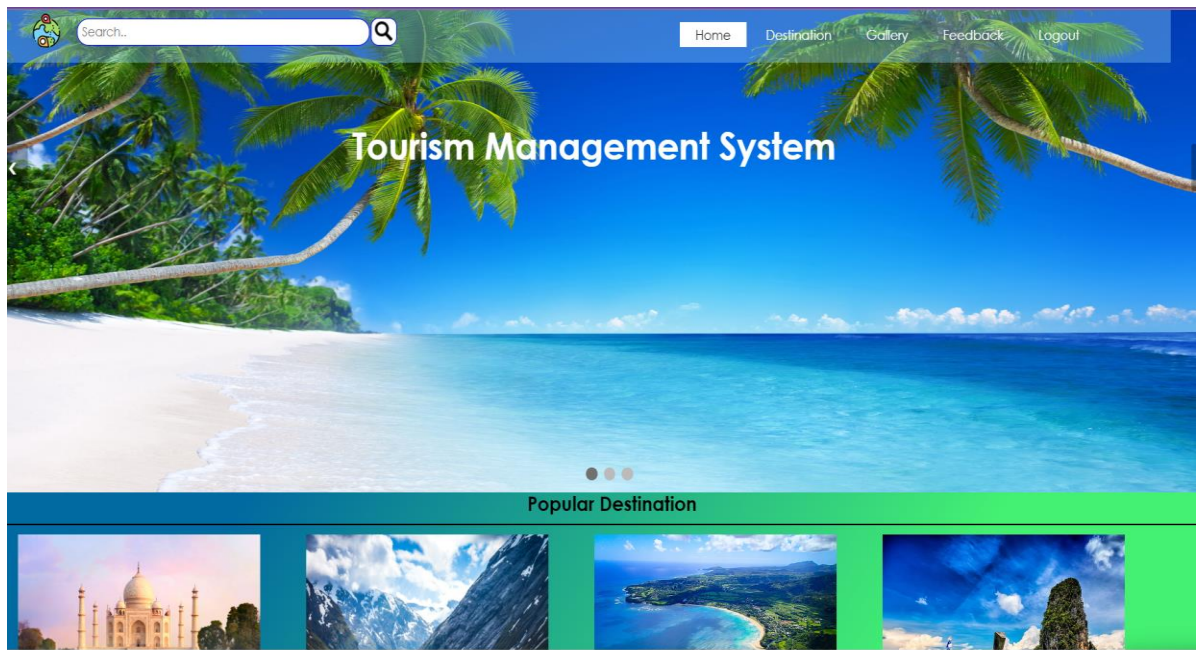 Search..
Home Destination Gallery Feedback Logout
Tourism Management System
Popular Destination